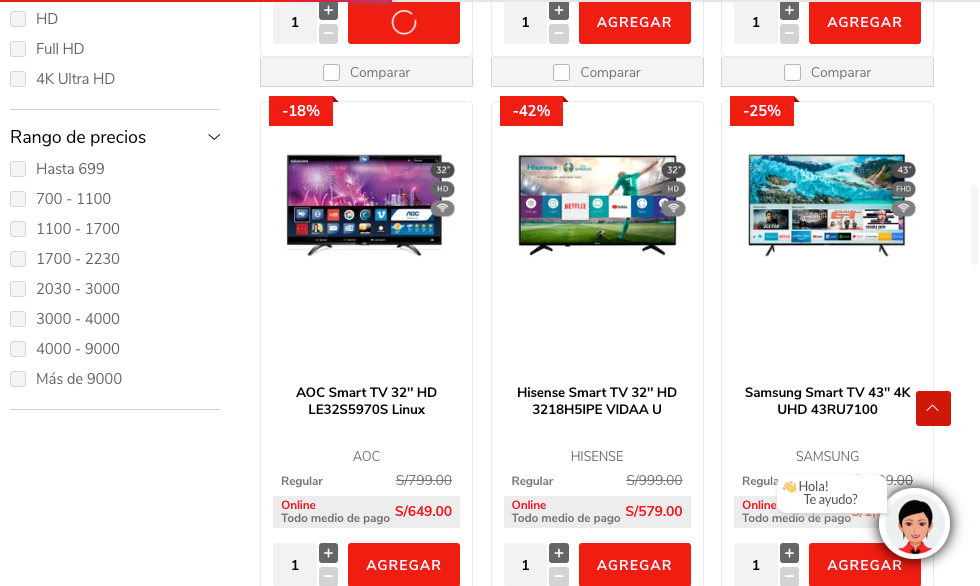 HD
Full HD
4K Ultra HD
Rango de precios
Hasta 699
700 - 1100
1100 - 1700
1700 - 2230
2030 - 3000
3000 - 4000
4000 - 9000
Más de 9000
1 + AGREGAR
1 + AGREGAR
1 +
Comparar
Comparar
Comparar
-18%
32"
HD
AOC
AOC Smart TV 32" HD
LE32S5970S Linux
AOC
Regular S/799.00
Online
Todo medio de pago S/649.00
1 + AGREGAR
-42%
32"
HD
Hisense
NETFLIX
Hisense Smart TV 32'' HD
3218H5IPE VIDAA U
HISENSE
Regular S/999.00
Online
Todo medio de pago S/579.00
1 + AGREGAR
-25%
43"
FHD
Samsung Smart TV 43'' 4K
UHD 43RU7100
SAMSUNG
Online
Todo medio de pago
1 + AGREGAR
Hola!
Te ayudo?